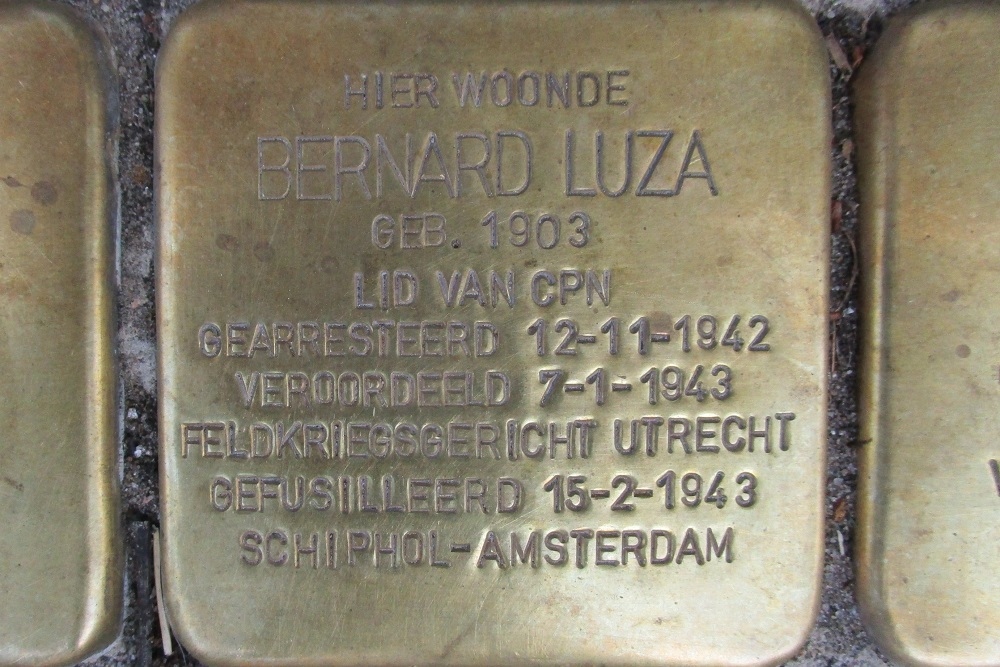 HIER WOONDE
BERNARD LUZA
GEB. 1903
LID VAN CPN
GEARRESTEERD 12-11-1942
VEROORDEELD 7-1-1943
FELDKRIEGSGERICHT UTRECHT
GEFUSILLEERD 15-2-1943
SCHIPHOL-AMSTERDAM